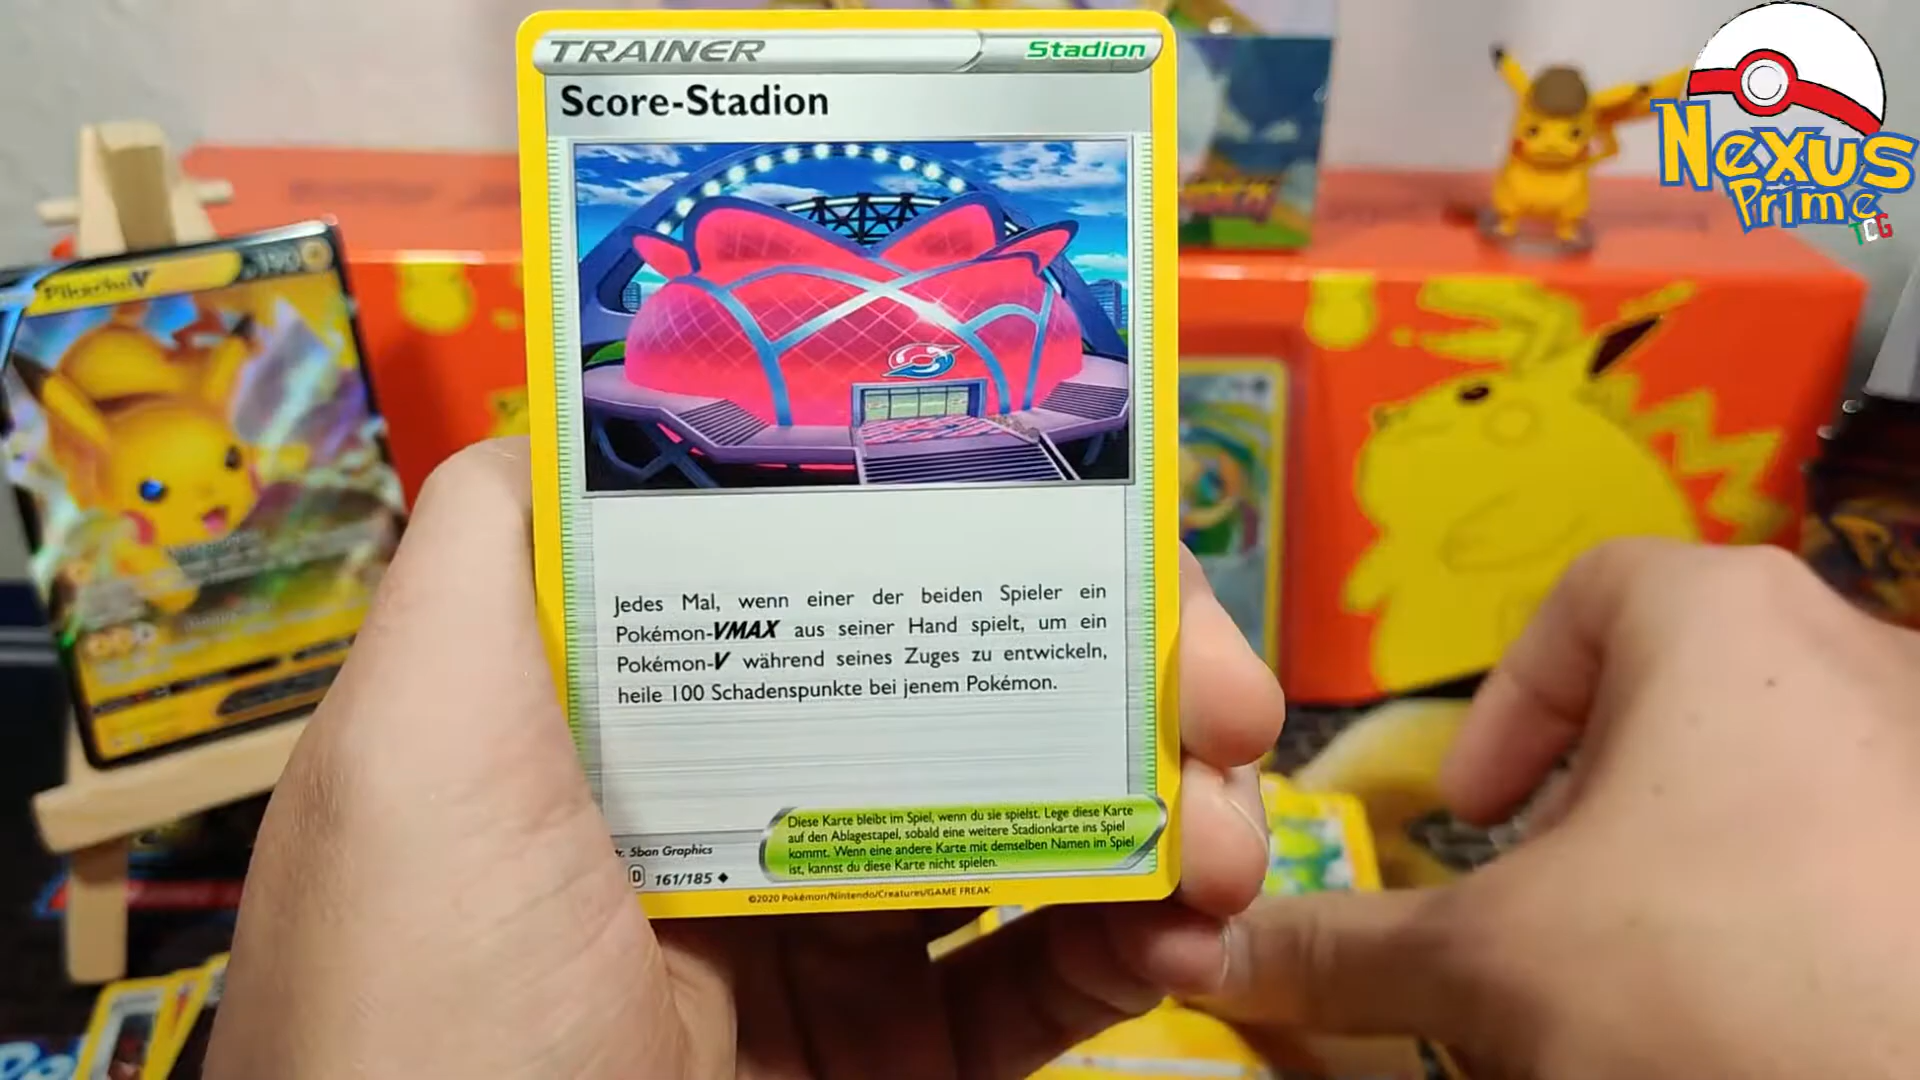 TRAINER
Stadion
Score-Stadion
Jedes Mal, wenn einer der beiden Spieler ein
Pokémon-VMAX aus seiner Hand spielt, um ein
Pokémon-V während seines Zuges zu entwickeln,
heile 100 Schadenspunkte bei jenem Pokémon.
Diese Karte bleibt im Spiel, wenn du sie spielst. Lege diese Karte
auf den Ablagestapel, sobald eine weitere Stadionkarte ins Spiel
kommt. Wenn eine andere Karte mit demselben Namen im Spiel
ist, kannst du diese Karte nicht spielen.
5ban Graphics
D 161/185
©2020 Pokémon/Nintendo/Creatures/GAME FREAK
Pikachu V
Nexus
Prime
TCG